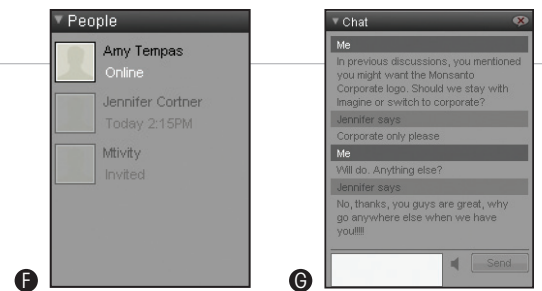 People
Amy Tempas
Online
Jennifer Cortner
Today 2:15PM
Mtivity
Invited
F
Chat
Me
In previous discussions, you mentioned
you might want the Monsanto
Corporate logo. Should we stay with
Imagine or switch to corporate?
Jennifer says
Corporate only please
Me
Will do. Anything else?
Jennifer says
No, thanks, you guys are great, why
go anywhere else when we have
you!!!!!
Send
G